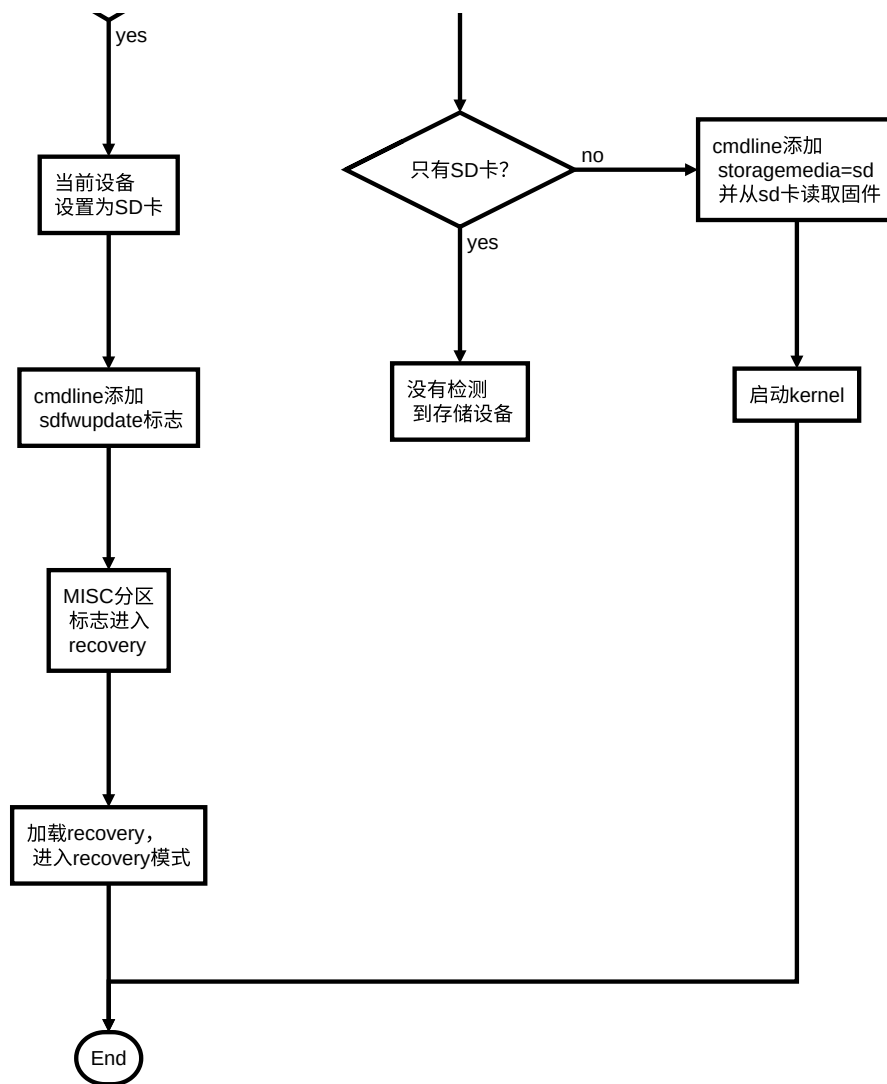 yes
当前设备
设置为SD卡
cmdline添加
sdfwupdate标志
MISC分区
标志进入
recovery
加载recovery，
进入recovery模式
End
只有SD卡？
no
yes
没有检测
到存储设备
cmdline添加
storagemedia=sd
并从sd卡读取固件
启动kernel